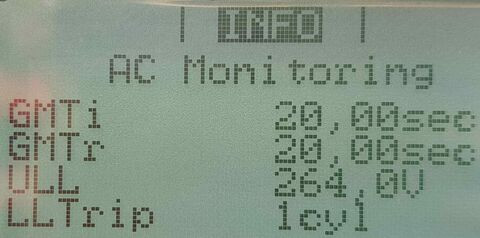 INFO
AC Monitoring
GMTi 20,00sec
GMTr 20,00sec
ULL 264,0V
LLTrip 1cyl